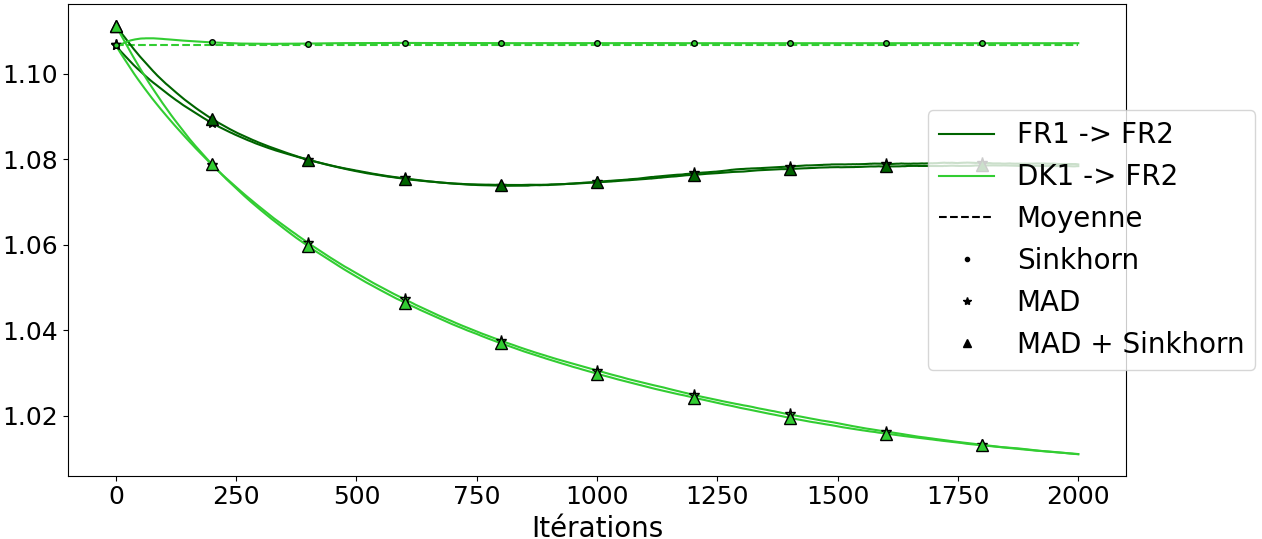 1.10
1.08
1.06
1.04
1.02
0 250 500 750 1000 1250 1500 1750 2000
Itérations
FR1 -> FR2
DK1 -> FR2
Moyenne
Sinkhorn
MAD
MAD + Sinkhorn